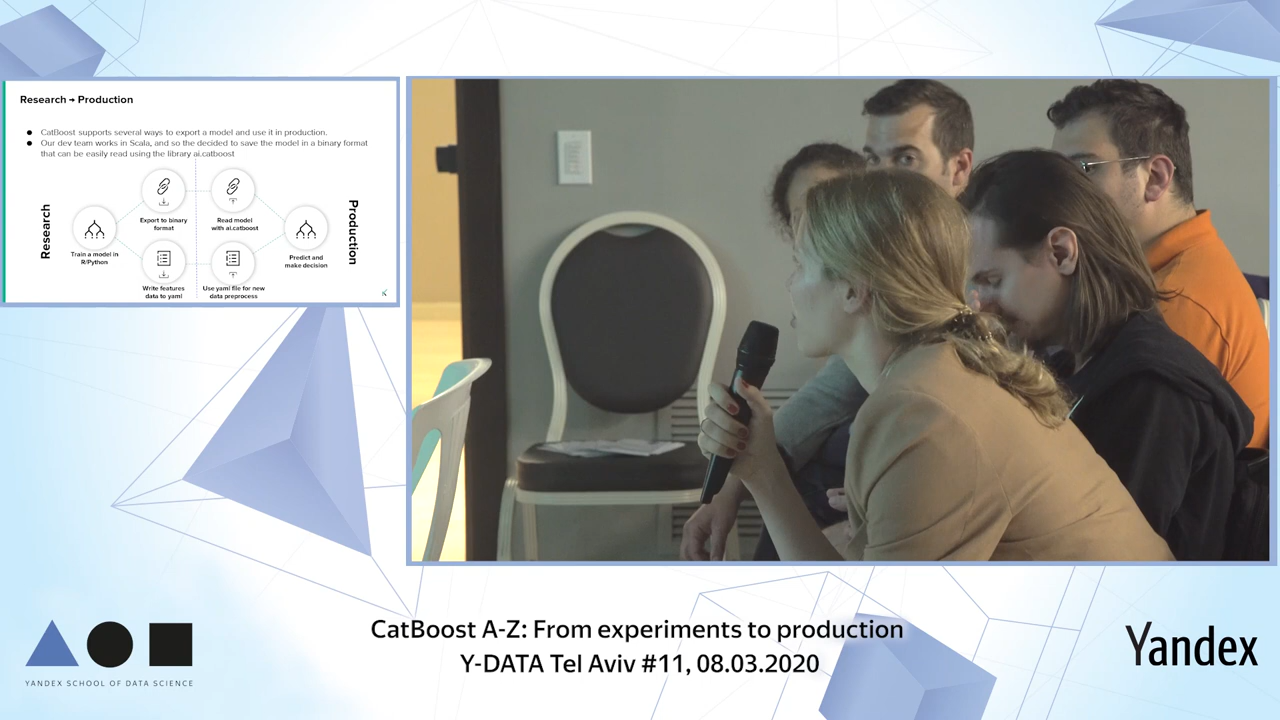 Research → Production
● CatBoost supports several ways to export a model and use it in production.
● Our dev team works in Scala, and so the decided to save the model in a binary format
that can be easily read using the library ai.catboost
Research
Train a model in
R/Python
Export to binary
format
Write features
data to yaml
Read model
with ai.catboost
Use yaml file for new
data preprocess
Predict and
make decision
Production
YANDEX SCHOOL OF DATA SCIENCE
CatBoost A-Z: From experiments to production
Y-DATA Tel Aviv #11, 08.03.2020
Yandex